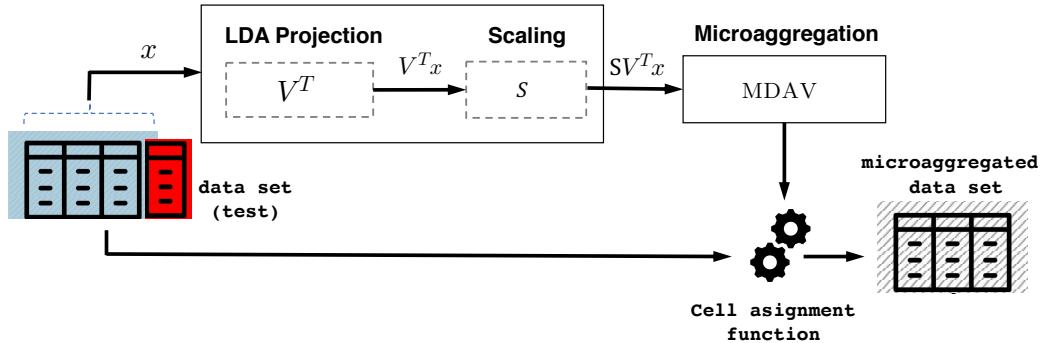 LDA Projection
Scaling
Microaggregation
x
V^T
V^T x
S
SV^T x
MDAV
data set
(test)
microaggregated
data set
Cell asignment
function